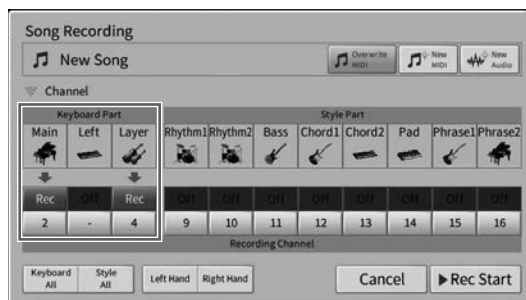 Song Recording
New Song
Overwrite MIDI
New MIDI
New Audio
Channel
Keyboard Part Style Part
Main Left Layer Rhythm1 Rhythm2 Bass Chord1 Chord2 Pad Phrase1 Phrase2
Rec Off Rec Off Off Off Off Off Off Off Off
2 - 4 9 10 11 12 13 14 15 16
Recording Channel
Keyboard All
Style All
Left Hand Right Hand Cancel Rec Start